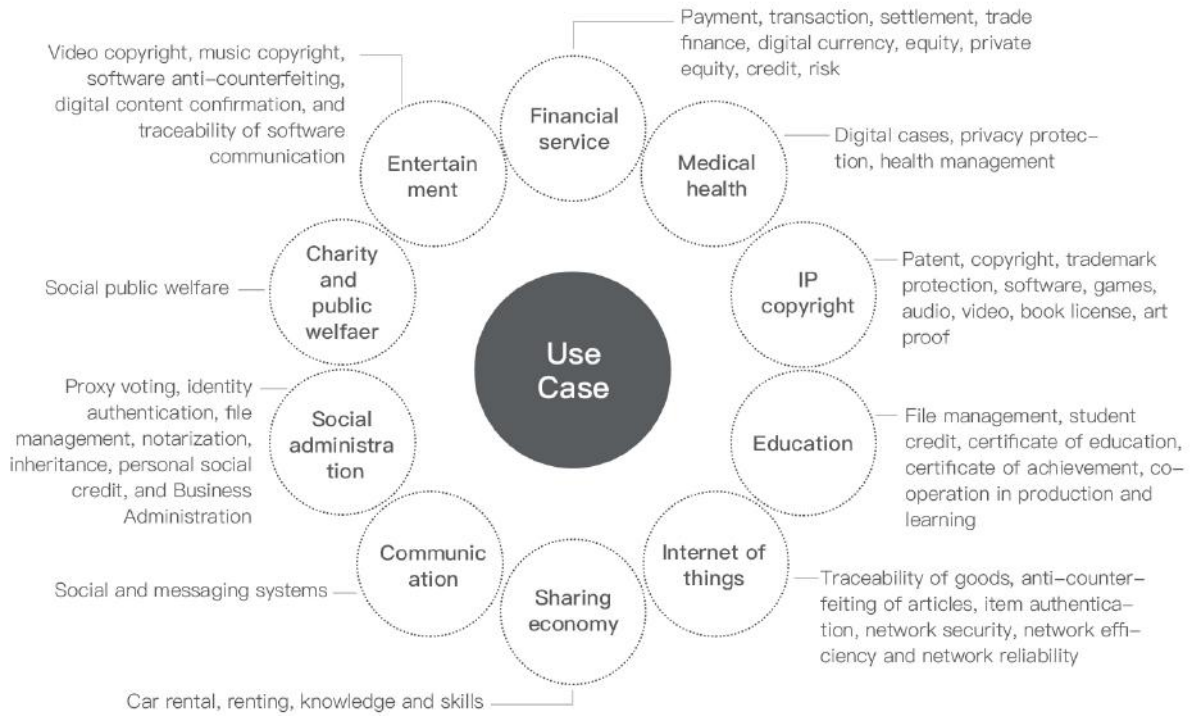 Payment, transaction, settlement, trade
finance, digital currency, equity, private
equity, credit, risk
Video copyright, music copyright,
software anti-counterfeiting,
digital content confirmation, and
traceability of software
communication
Financial
service
Entertain
ment
Medical
health
Digital cases, privacy protec-
tion, health management
Charity
and
public
welfaer
Social public welfare
IP
copyright
Patent, copyright, trademark
protection, software, games,
audio, video, book license, art
proof
Use
Case
Proxy voting, identity
authentication, file
management, notarization,
inheritance, personal social
credit, and Business
Administration
Social
administra
tion
Education
File management, student
credit, certificate of education,
certificate of achievement, co-
operation in production and
learning
Communic
ation
Social and messaging systems
Sharing
economy
Internet of
things
Traceability of goods, anti-counter-
feiting of articles, item authentica-
tion, network security, network effi-
ciency and network reliability
Car rental, renting, knowledge and skills